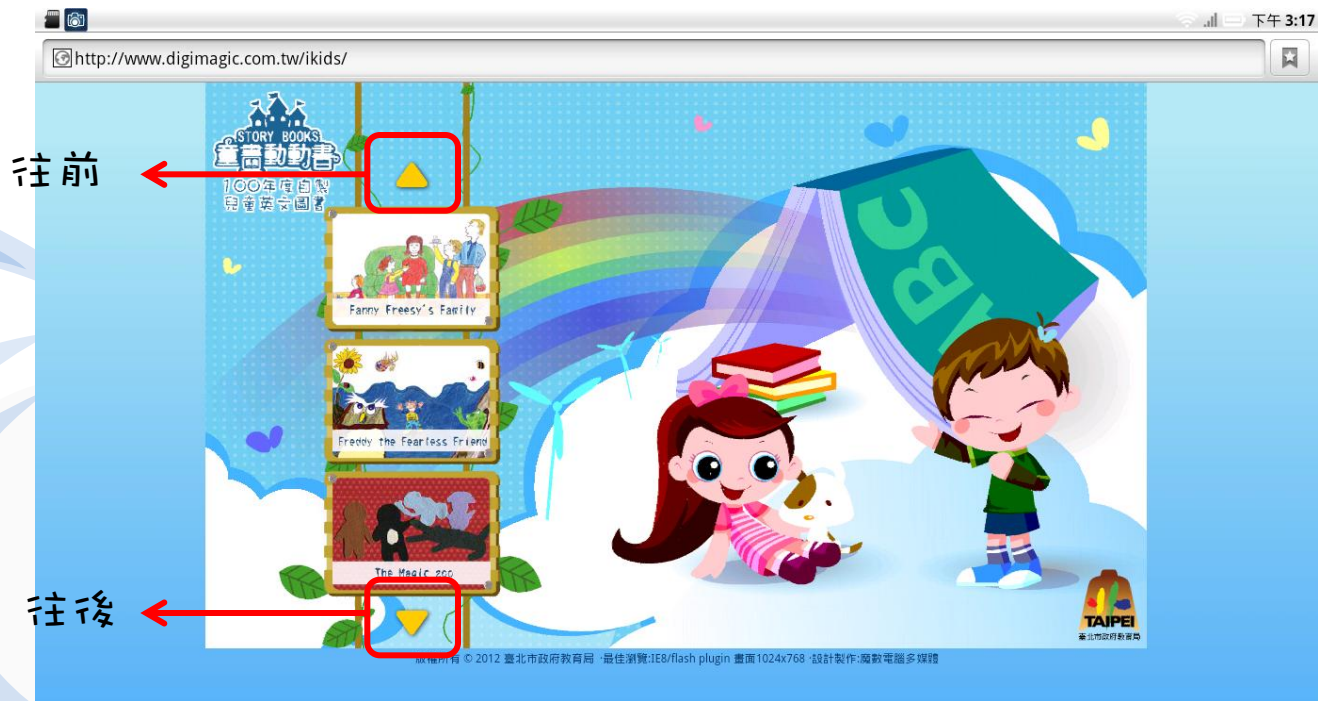 下午 3:17
http://www.digimagic.com.tw/ikids/
STORY BOOKS
童書動動書
100年度自製
兒童英文圖書
往前
ABC
Fanny Freesy's Family
Freddy the Fearless Friend
The Magic zoo
往後
TAIPEI
臺北市政府教育局
版權所有 © 2012 臺北市政府教育局 ·最佳瀏覽:IE8/flash plugin 畫面1024x768 ·設計製作:魔數電腦多媒體